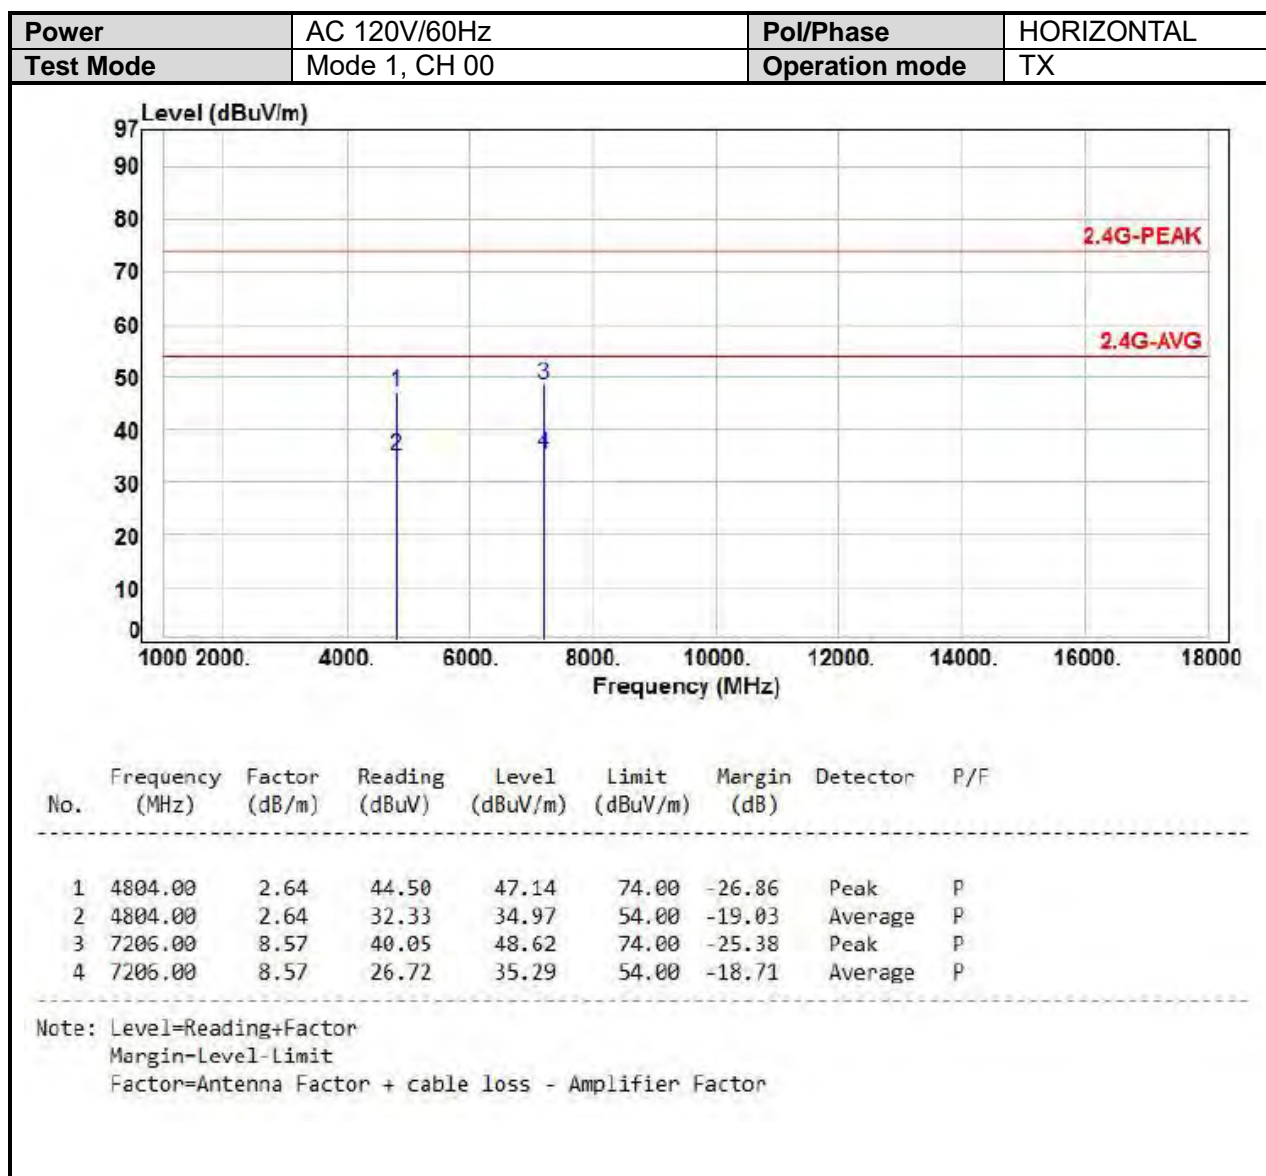 Power AC 120V/60Hz Pol/Phase HORIZONTAL
Test Mode Mode 1, CH 00 Operation mode TX
Level (dBuV/m)
97
90
80
2.4G-PEAK
70
60
2.4G-AVG
50
1 3
40
2 4
30
20
10
0
1000 2000. 4000. 6000. 8000. 10000. 12000. 14000. 16000. 18000
Frequency (MHz)
Frequency Factor Reading Level Limit Margin Detector P/F
No. (MHz) (dB/m) (dBuV) (dBuV/m) (dBuV/m) (dB)
1 4804.00 2.64 44.50 47.14 74.00 -26.86 Peak P
2 4804.00 2.64 32.33 34.97 54.00 -19.03 Average P
3 7206.00 8.57 40.05 48.62 74.00 -25.38 Peak P
4 7206.00 8.57 26.72 35.29 54.00 -18.71 Average P
Note: Level=Reading+Factor
Margin=Level-Limit
Factor=Antenna Factor + cable loss - Amplifier Factor